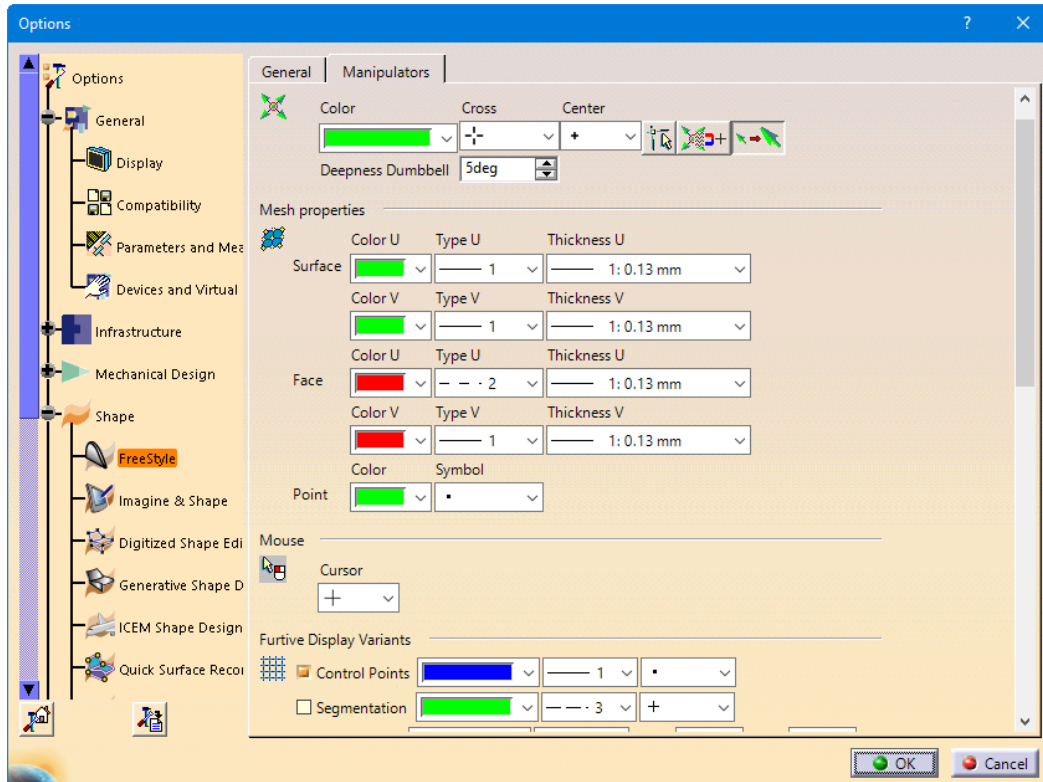 Options
?
Options
General
Display
Compatibility
Parameters and Mea
Devices and Virtual
Infrastructure
Mechanical Design
Shape
FreeStyle
Imagine & Shape
Digitized Shape Edi
Generative Shape D
ICEM Shape Design
Quick Surface Recor
General Manipulators
Color Cross Center
Deepness Dumbbell 5deg
Mesh properties
Color U Type U Thickness U
Surface 1 1: 0.13 mm
Color V Type V Thickness V
1 1: 0.13 mm
Color U Type U Thickness U
Face 2 1: 0.13 mm
Color V Type V Thickness V
1 1: 0.13 mm
Color Symbol
Point
Mouse
Cursor
Furtive Display Variants
Control Points 1
Segmentation 3
OK Cancel